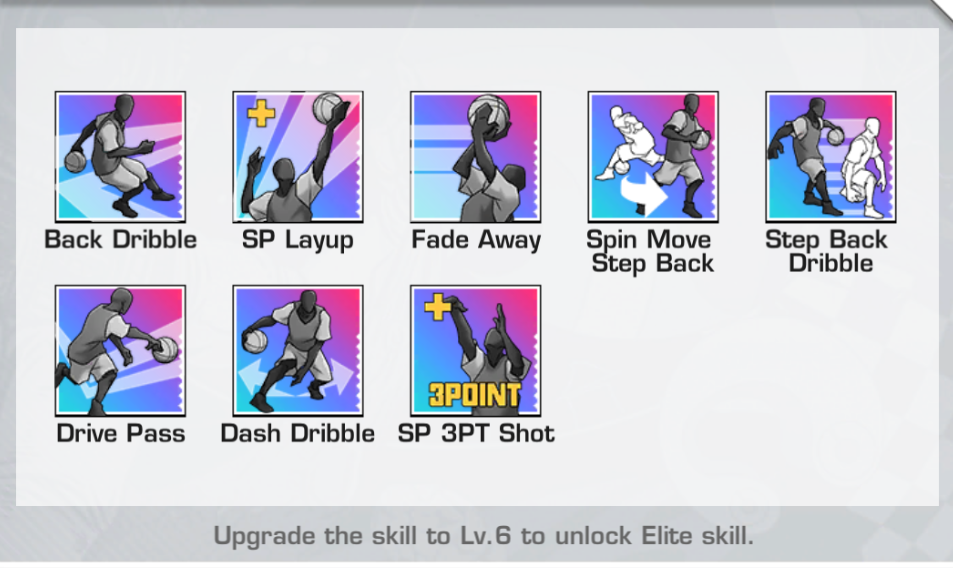 Back Dribble
SP Layup
Fade Away
Spin Move
Step Back
Step Back
Dribble
3POINT
Drive Pass
Dash Dribble
SP 3PT Shot
Upgrade the skill to Lv.6 to unlock Elite skill.